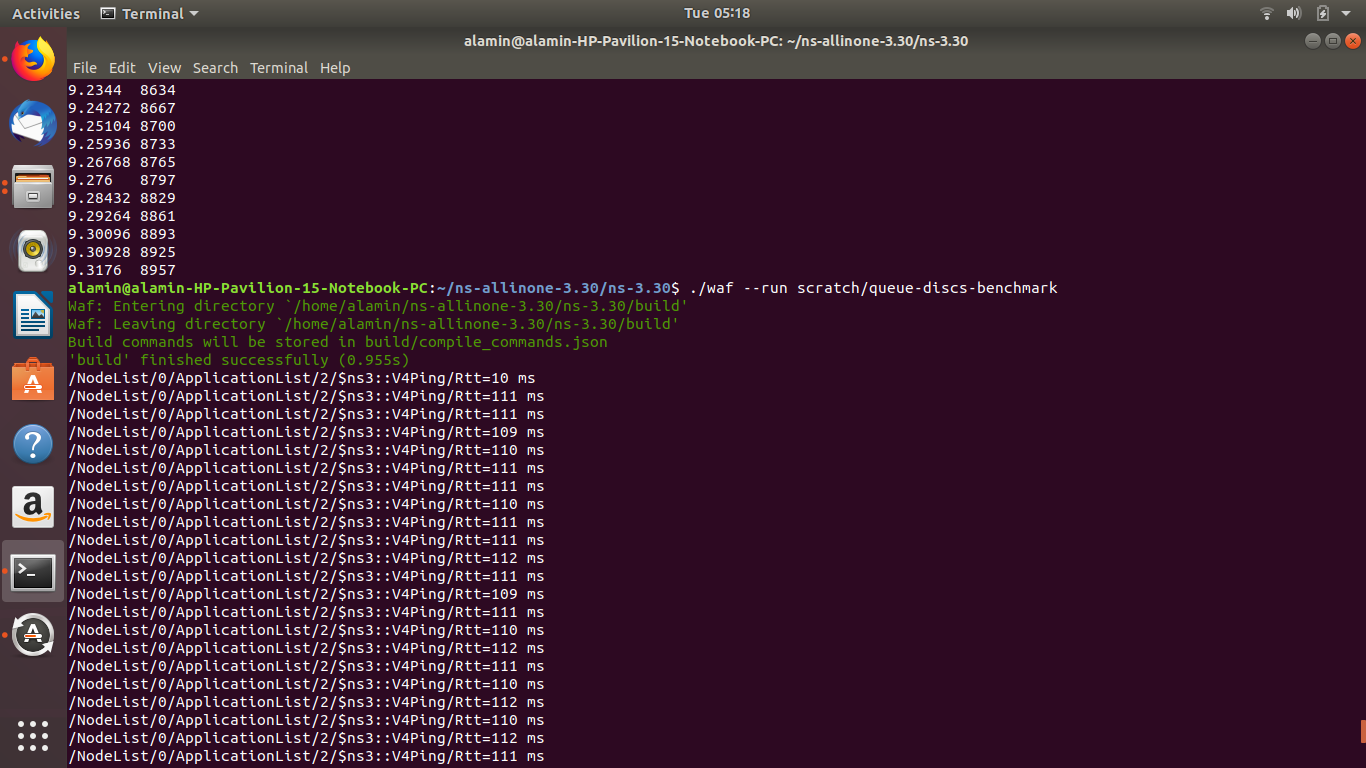 Activities Terminal Tue 05:18
alamin@alamin-HP-Pavilion-15-Notebook-PC: ~/ns-allinone-3.30/ns-3.30
File Edit View Search Terminal Help
9.2344 8634
9.24272 8667
9.25104 8700
9.25936 8733
9.26768 8765
9.276 8797
9.28432 8829
9.29264 8861
9.30096 8893
9.30928 8925
9.3176 8957
alamin@alamin-HP-Pavilion-15-Notebook-PC:~/ns-allinone-3.30/ns-3.30$ ./waf --run scratch/queue-discs-benchmark
Waf: Entering directory `/home/alamin/ns-allinone-3.30/ns-3.30/build'
Waf: Leaving directory `/home/alamin/ns-allinone-3.30/ns-3.30/build'
Build commands will be stored in build/compile_commands.json
'build' finished successfully (0.955s)
/NodeList/0/ApplicationList/2/$ns3::V4Ping/Rtt=10 ms
/NodeList/0/ApplicationList/2/$ns3::V4Ping/Rtt=111 ms
/NodeList/0/ApplicationList/2/$ns3::V4Ping/Rtt=111 ms
/NodeList/0/ApplicationList/2/$ns3::V4Ping/Rtt=109 ms
/NodeList/0/ApplicationList/2/$ns3::V4Ping/Rtt=110 ms
/NodeList/0/ApplicationList/2/$ns3::V4Ping/Rtt=111 ms
/NodeList/0/ApplicationList/2/$ns3::V4Ping/Rtt=111 ms
/NodeList/0/ApplicationList/2/$ns3::V4Ping/Rtt=110 ms
/NodeList/0/ApplicationList/2/$ns3::V4Ping/Rtt=111 ms
/NodeList/0/ApplicationList/2/$ns3::V4Ping/Rtt=111 ms
/NodeList/0/ApplicationList/2/$ns3::V4Ping/Rtt=112 ms
/NodeList/0/ApplicationList/2/$ns3::V4Ping/Rtt=111 ms
/NodeList/0/ApplicationList/2/$ns3::V4Ping/Rtt=109 ms
/NodeList/0/ApplicationList/2/$ns3::V4Ping/Rtt=111 ms
/NodeList/0/ApplicationList/2/$ns3::V4Ping/Rtt=110 ms
/NodeList/0/ApplicationList/2/$ns3::V4Ping/Rtt=112 ms
/NodeList/0/ApplicationList/2/$ns3::V4Ping/Rtt=111 ms
/NodeList/0/ApplicationList/2/$ns3::V4Ping/Rtt=110 ms
/NodeList/0/ApplicationList/2/$ns3::V4Ping/Rtt=112 ms
/NodeList/0/ApplicationList/2/$ns3::V4Ping/Rtt=110 ms
/NodeList/0/ApplicationList/2/$ns3::V4Ping/Rtt=112 ms
/NodeList/0/ApplicationList/2/$ns3::V4Ping/Rtt=111 ms